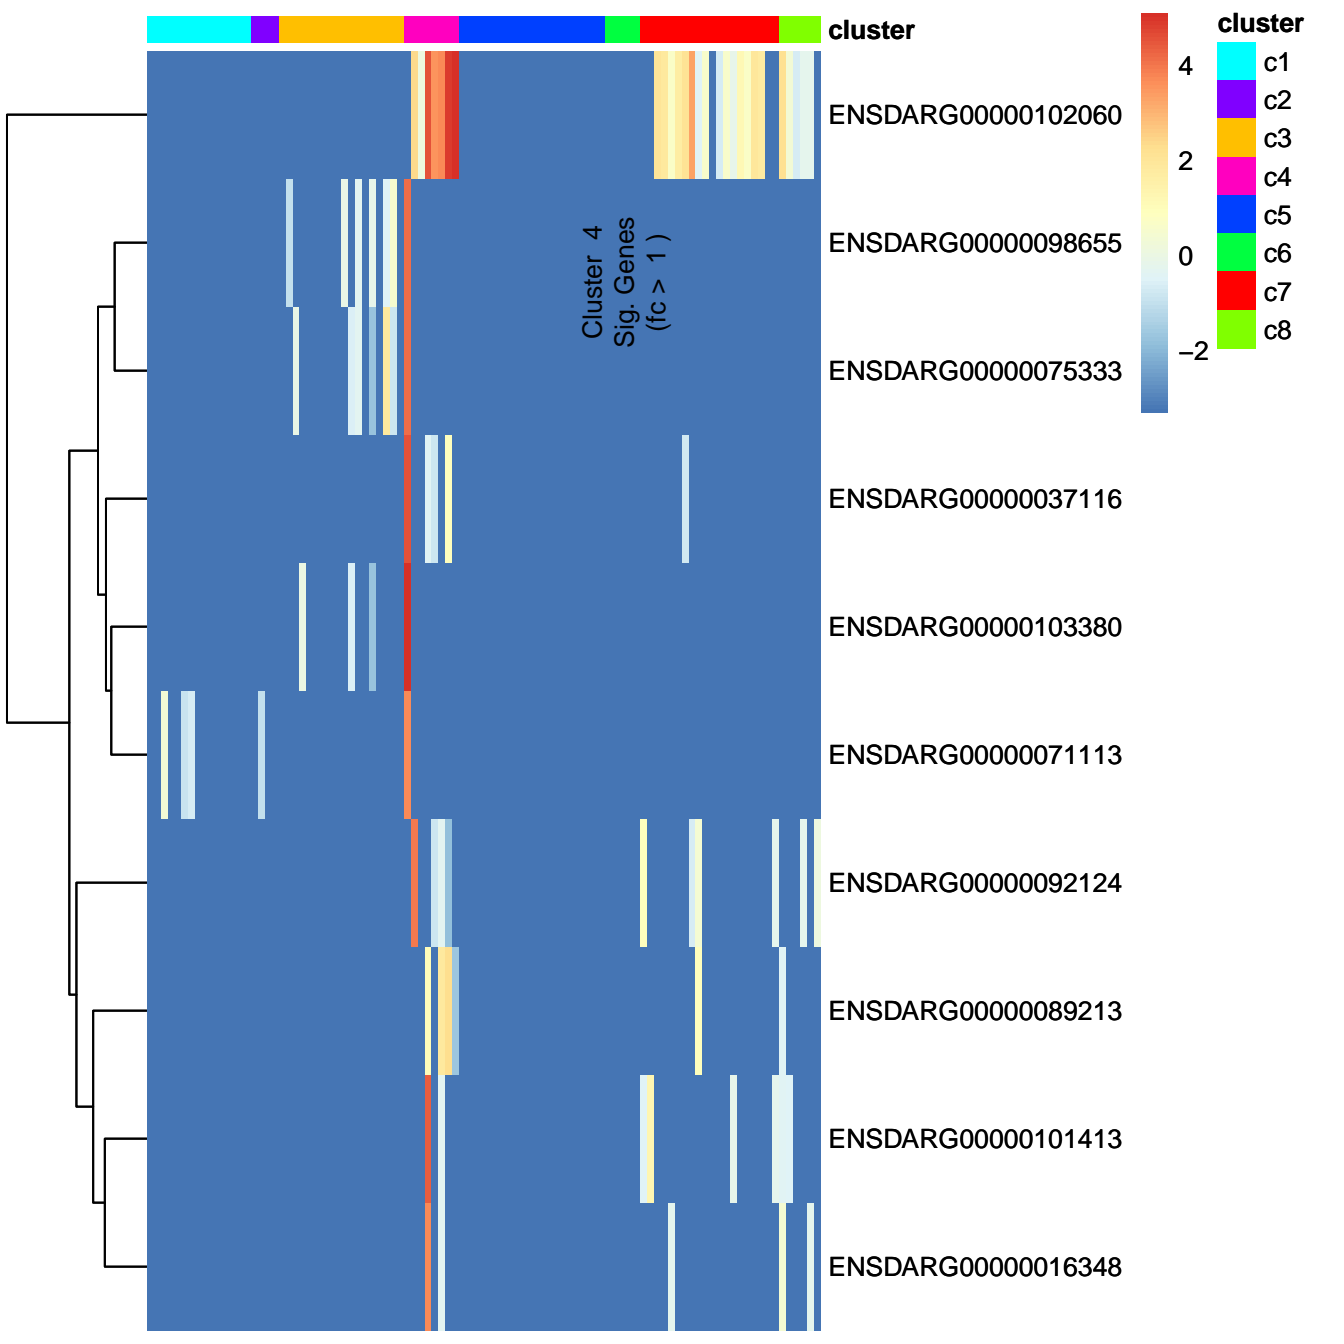 cluster
cluster
c1
c2
c3
c4
c5
c6
c7
c8
4
2
0
−2
ENSDARG00000102060
ENSDARG00000098655
ENSDARG00000075333
ENSDARG00000037116
ENSDARG00000103380
ENSDARG00000071113
ENSDARG00000092124
ENSDARG00000089213
ENSDARG00000101413
ENSDARG00000016348
Cluster 4
Sig. Genes
(fc > 1 )